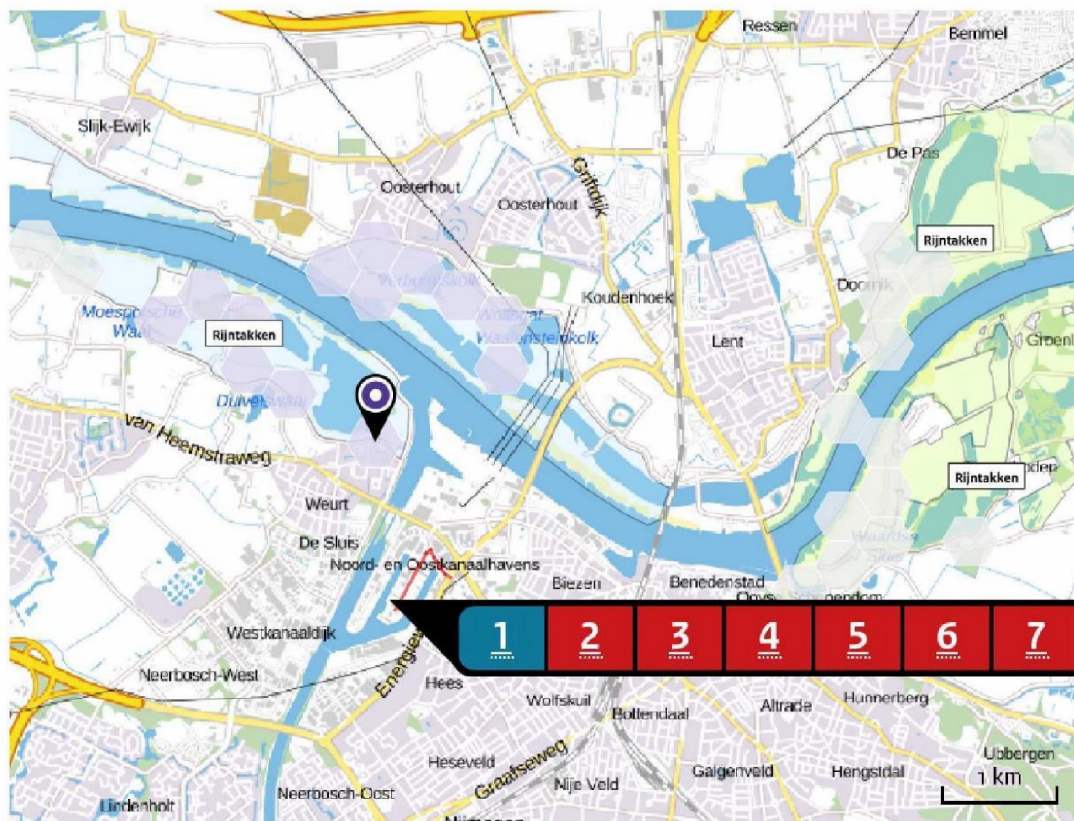 Ressen
Bemmel
Slijk-Ewijk
De Pas
Oosterhout
Griftdijk
Oosterhout
Rijntakken
Doornik
Koudenhoek
Rijntakken
Lent
van Heemstraweg
Rijntakken
Weurt
De Sluis
Noord- en Oostkanaalhavens
Biezen
Benedenstad
1 2 3 4 5 6 7
Westkanaaldijk
Neerbosch-West
Hees
Wolfskuil
Bottendaal
Altrade
Hunnerberg
Heseveld
Graafseweg
Nije Veld
Galgenveld
Hengstdal
Ubbergen
1 km
Lindenholt
Neerbosch-Oost